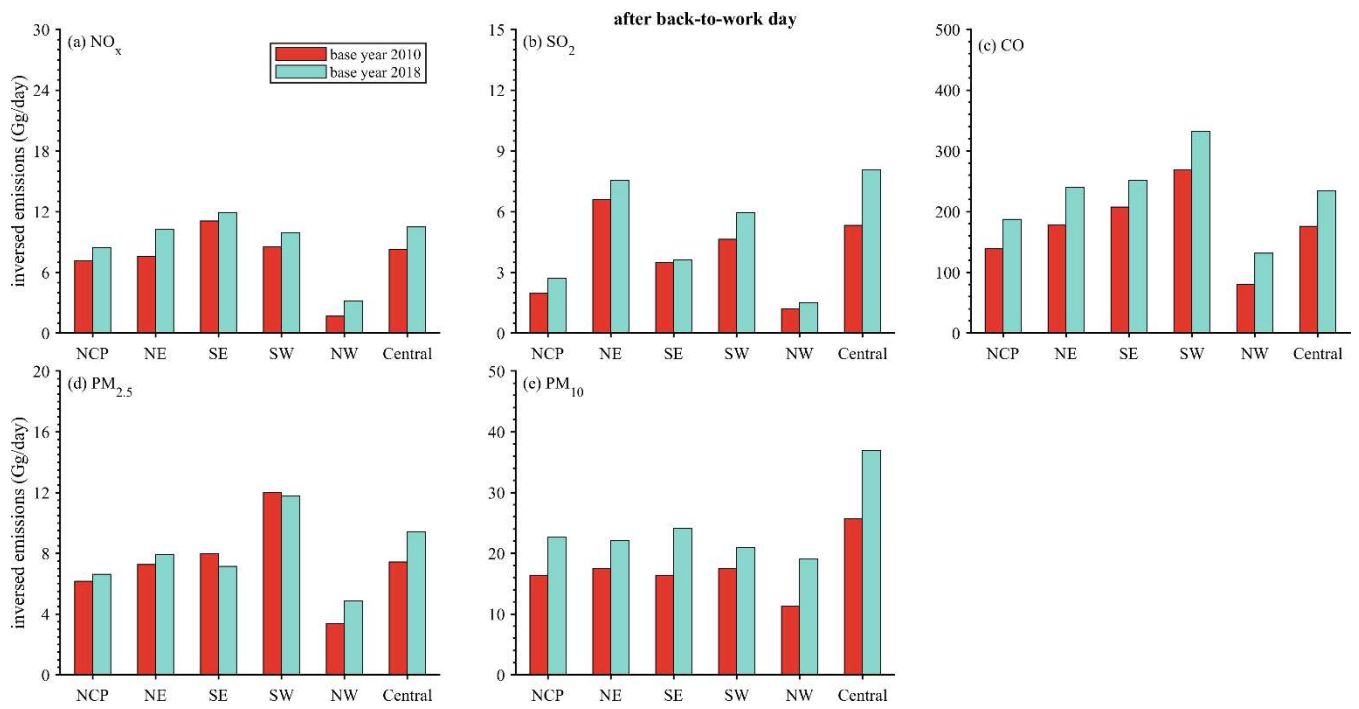 after back-to-work day
(a) NOx
base year 2010
base year 2018
inversed emissions (Gg/day)
30
24
18
12
6
0
NCP NE SE SW NW Central
(b) SO2
15
12
9
6
3
0
NCP NE SE SW NW Central
(c) CO
500
400
300
200
100
0
NCP NE SE SW NW Central
(d) PM2.5
inversed emissions (Gg/day)
20
16
12
8
4
0
NCP NE SE SW NW Central
(e) PM10
50
40
30
20
10
0
NCP NE SE SW NW Central